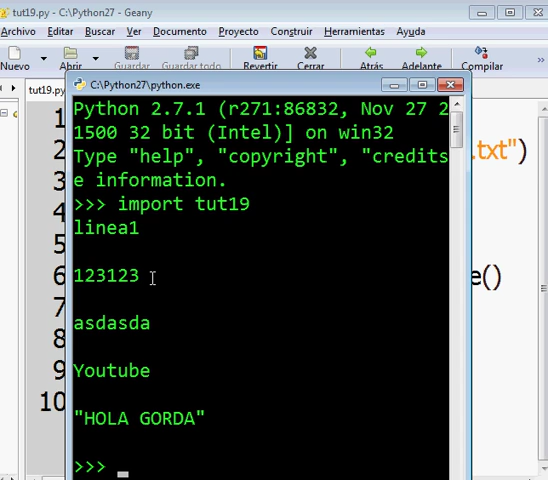 tut19.py - C:\Python27 - Geany
Archivo Editar Buscar Ver Documento Proyecto Construir Herramientas Ayuda
Nuevo Abrir Guardar Guardar todo Revertir Cerrar Atrás Adelante Compilar
tut19.py
C:\Python27\python.exe
1
2 .txt")
3
4
5
6 e()
7
8
9
10
Python 2.7.1 (r271:86832, Nov 27 2
1500 32 bit (Intel)] on win32
Type "help", "copyright", "credits
e information.
>>> import tut19
linea1
123123
asdasda
Youtube
"HOLA GORDA"
>>>